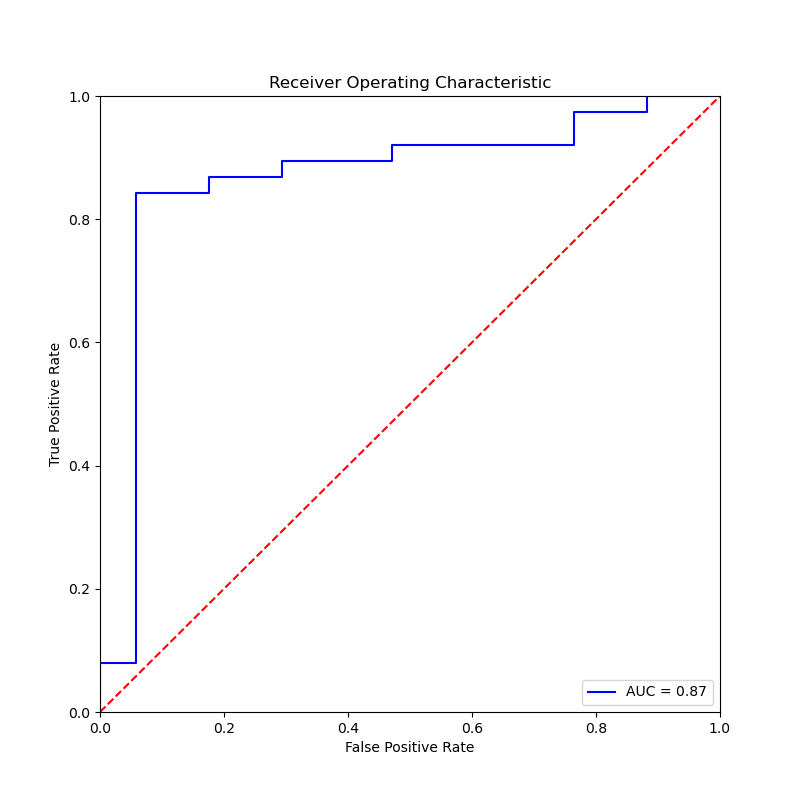 Receiver Operating Characteristic
True Positive Rate
1.0
0.8
0.6
0.4
0.2
0.0
0.0 0.2 0.4 0.6 0.8 1.0
False Positive Rate
AUC = 0.87